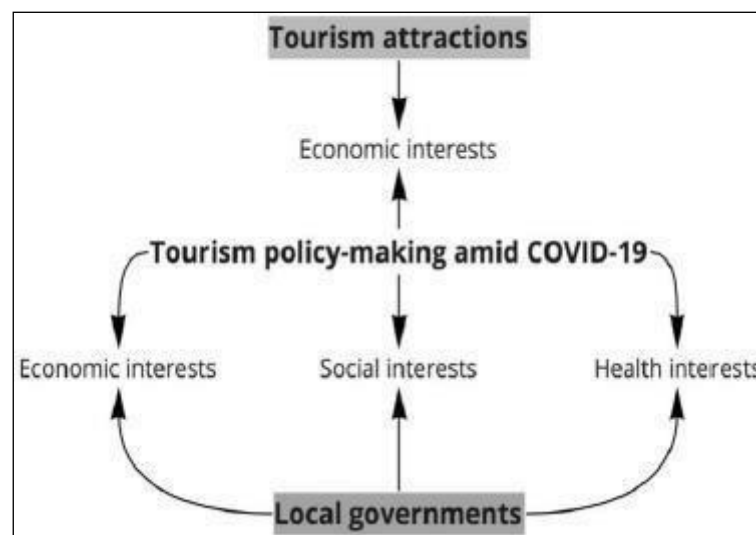 Tourism attractions
Economic interests
Tourism policy-making amid COVID-19
Economic interests
Social interests
Health interests
Local governments